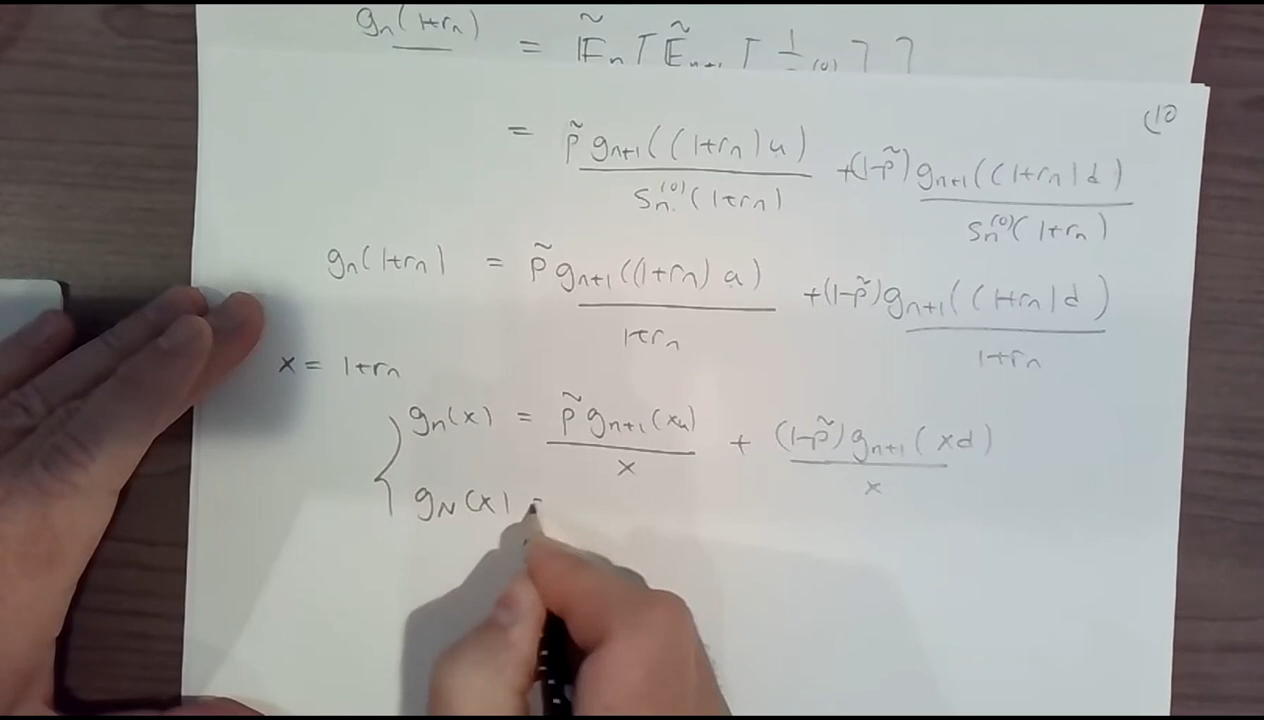 gₙ(1+rₙ) = Ẽₙ[Ẽₙ₊₁[1/ (0)]]
(10
= p̃ gₙ₊₁((1+rₙ)u) / Sₙ⁽⁰⁾(1+rₙ) + (1-p̃) gₙ₊₁((1+rₙ)d) / Sₙ⁽⁰⁾(1+rₙ)
gₙ(1+rₙ) = p̃ gₙ₊₁((1+rₙ)u) / 1+rₙ + (1-p̃) gₙ₊₁((1+rₙ)d) / 1+rₙ
x = 1+rₙ
{ gₙ(x) = p̃ gₙ₊₁(xu) / x + (1-p̃) gₙ₊₁(xd) / x
g_N(x) =